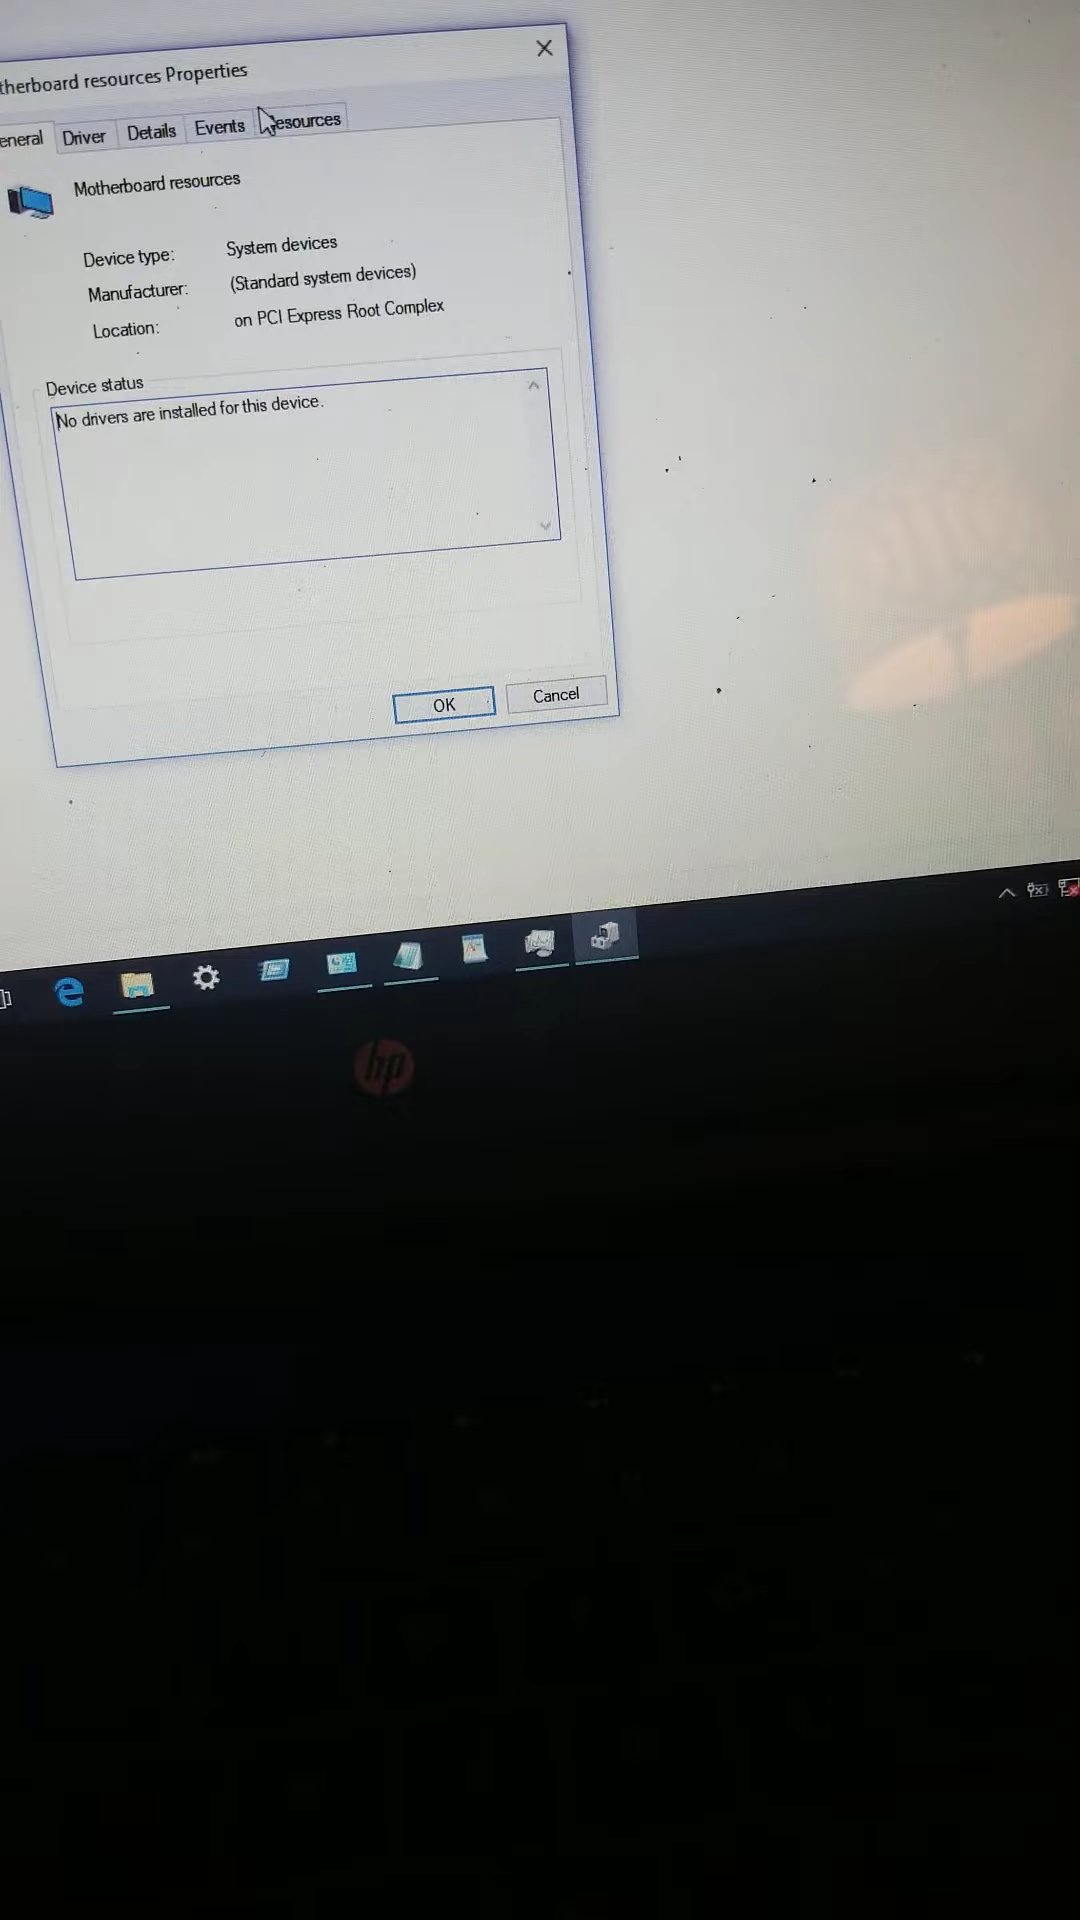 therboard resources Properties
eneral Driver Details Events esources
Motherboard resources
Device type: System devices
Manufacturer: (Standard system devices)
Location: on PCI Express Root Complex
Device status
No drivers are installed for this device.
OK Cancel
hp